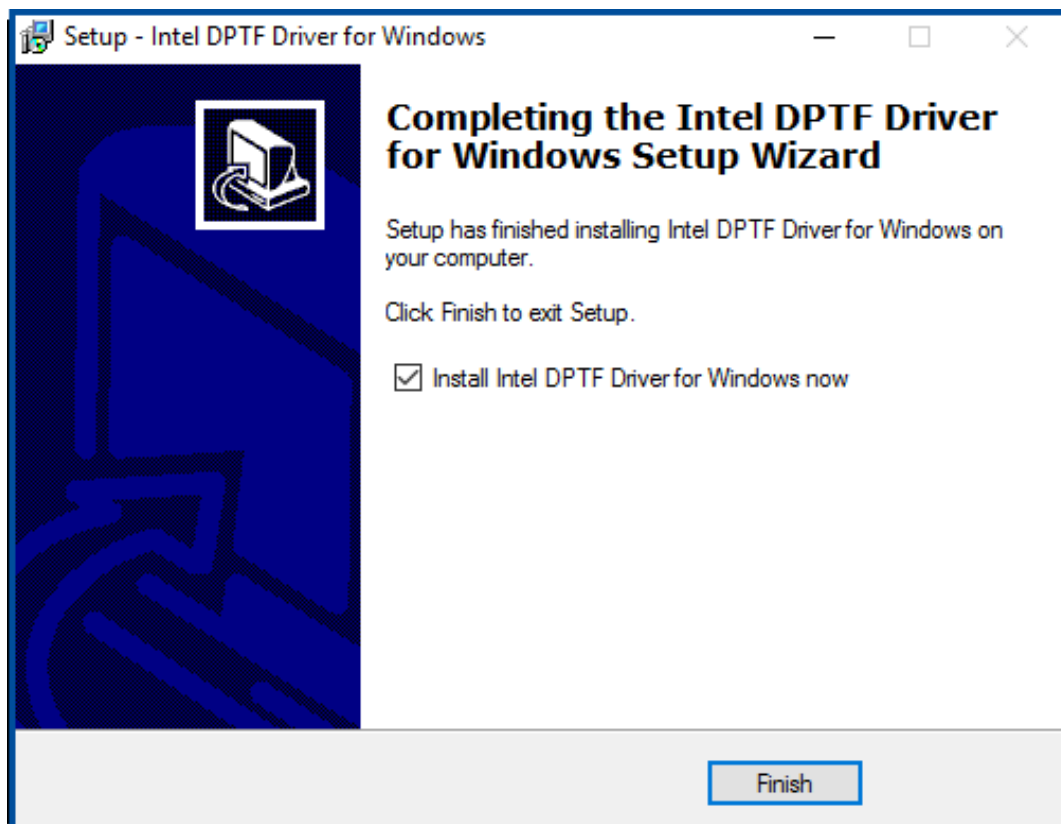 Setup - Intel DPTF Driver for Windows
Completing the Intel DPTF Driver
for Windows Setup Wizard
Setup has finished installing Intel DPTF Driver for Windows on
your computer.
Click Finish to exit Setup.
Install Intel DPTF Driver for Windows now
Finish